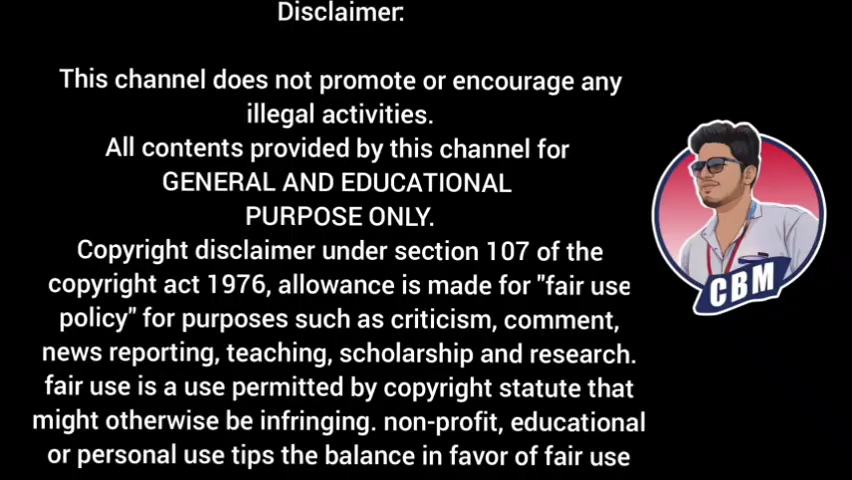 Disclaimer:
This channel does not promote or encourage any
illegal activities.
All contents provided by this channel for
GENERAL AND EDUCATIONAL
PURPOSE ONLY.
Copyright disclaimer under section 107 of the
copyright act 1976, allowance is made for "fair use
policy" for purposes such as criticism, comment,
news reporting, teaching, scholarship and research.
fair use is a use permitted by copyright statute that
might otherwise be infringing. non-profit, educational
or personal use tips the balance in favor of fair use
CBM